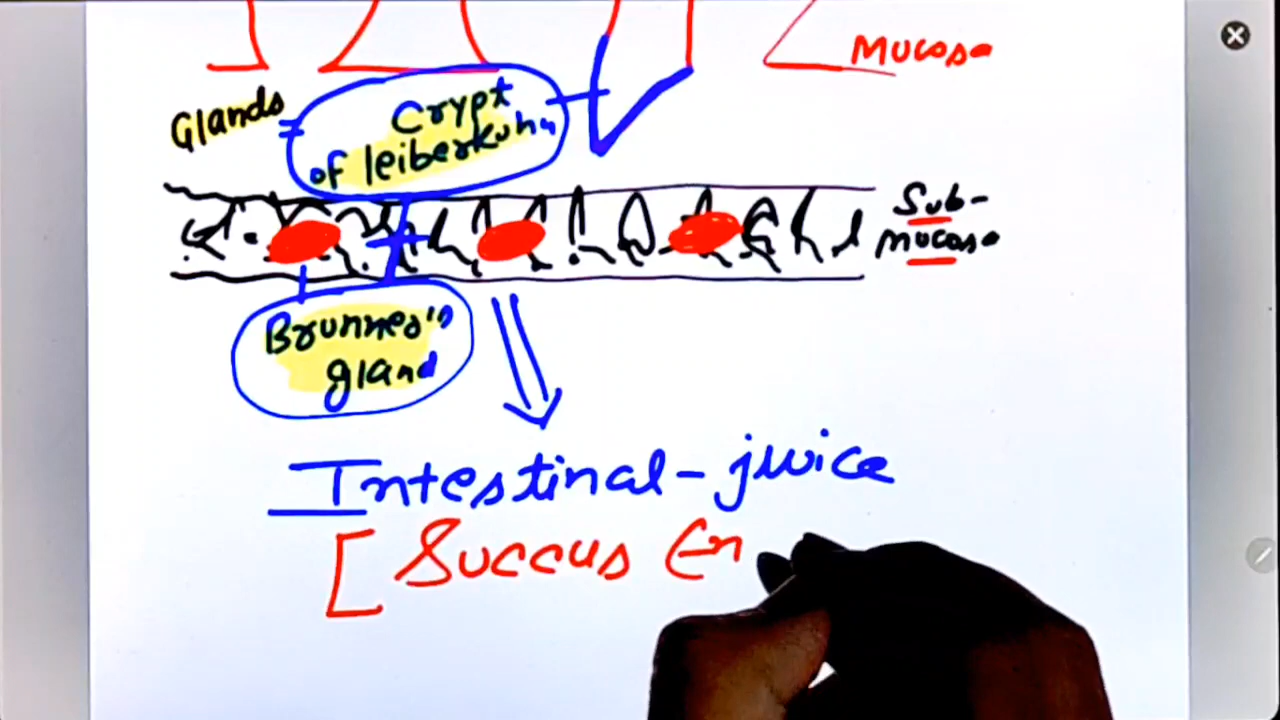 Mucosa
Glands = Crypt
of leiberkuhn
Sub-
mucosa
Brunner's
gland
Intestinal-juice
[ Succus En